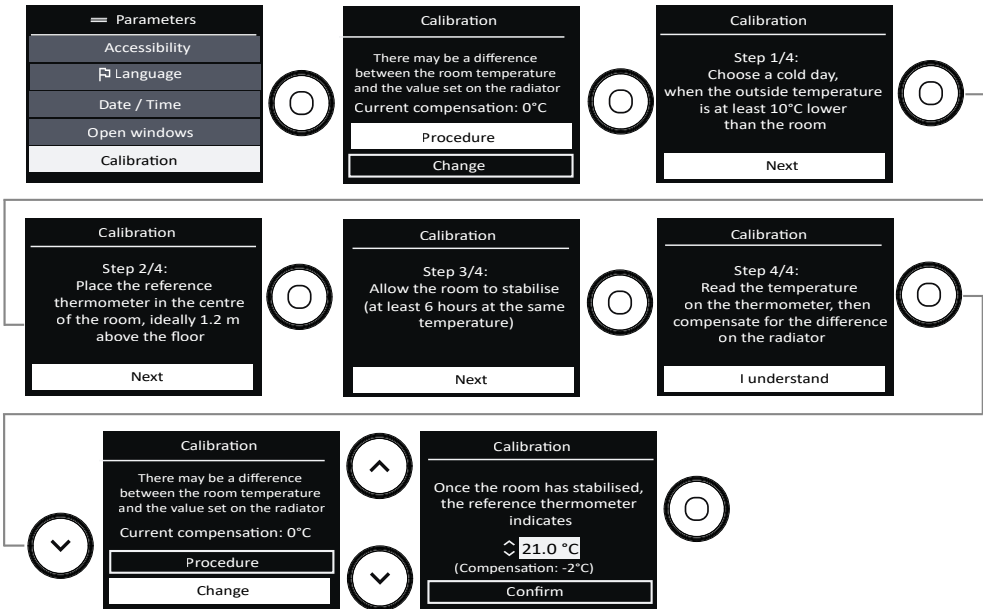 Parameters
Accessibility
Language
Date / Time
Open windows
Calibration
Calibration
There may be a difference
between the room temperature
and the value set on the radiator
Current compensation: 0°C
Procedure
Change
Calibration
Step 1/4:
Choose a cold day,
when the outside temperature
is at least 10°C lower
than the room
Next
Calibration
Step 2/4:
Place the reference
thermometer in the centre
of the room, ideally 1.2 m
above the floor
Next
Calibration
Step 3/4:
Allow the room to stabilise
(at least 6 hours at the same
temperature)
Next
Calibration
Step 4/4:
Read the temperature
on the thermometer, then
compensate for the difference
on the radiator
I understand
Calibration
There may be a difference
between the room temperature
and the value set on the radiator
Current compensation: 0°C
Procedure
Change
Calibration
Once the room has stabilised,
the reference thermometer
indicates
21.0 °C
(Compensation: -2°C)
Confirm